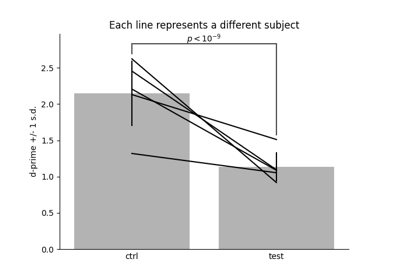 Each line represents a different subject
p < 10⁻⁹
d-prime +/- 1 s.d.
2.5
2.0
1.5
1.0
0.5
0.0
ctrl
test